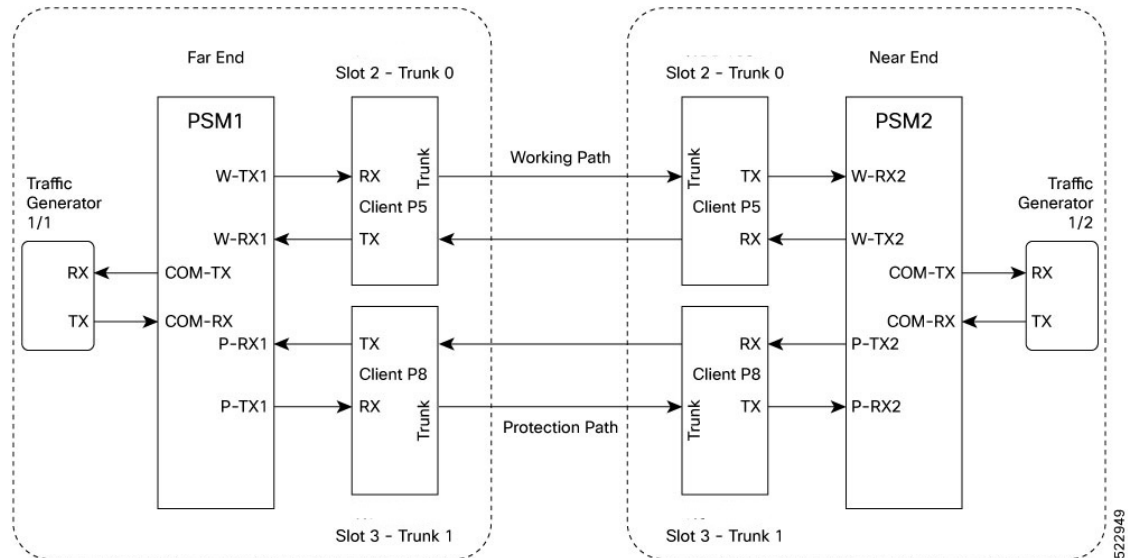 Far End
Near End
Slot 2 - Trunk 0
Slot 2 - Trunk 0
PSM1
PSM2
Working Path
W-TX1
RX
Trunk
Trunk
TX
W-RX2
Traffic
Generator
1/1
Client P5
Client P5
Traffic
Generator
1/2
W-RX1
TX
RX
W-TX2
RX
COM-TX
COM-TX
RX
TX
COM-RX
COM-RX
TX
P-RX1
TX
RX
P-TX2
Client P8
Client P8
P-TX1
RX
Trunk
Trunk
TX
P-RX2
Protection Path
Slot 3 - Trunk 1
Slot 3 - Trunk 1
522949